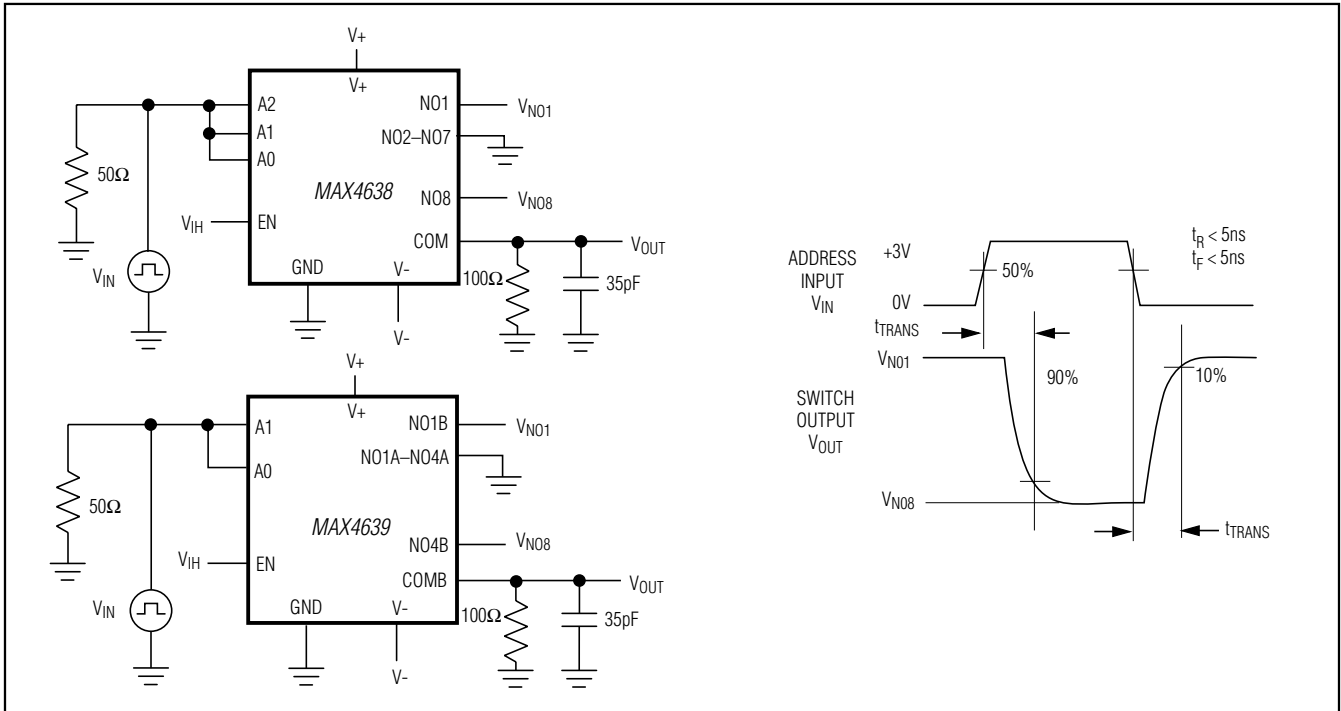 V+
V+
A2
A1
A0
50Ω
NO1
VNO1
NO2–NO7
MAX4638
NO8
VNO8
VIH
EN
COM
VOUT
VIN
GND
V-
100Ω
35pF
V-
V+
V+
A1
A0
50Ω
NO1B
VNO1
NO1A–NO4A
MAX4639
NO4B
VNO8
VIH
EN
COMB
VOUT
VIN
GND
V-
100Ω
35pF
V-
ADDRESS
INPUT
VIN
+3V
0V
50%
tR < 5ns
tF < 5ns
tTRANS
VN01
90%
10%
SWITCH
OUTPUT
VOUT
VN08
tTRANS